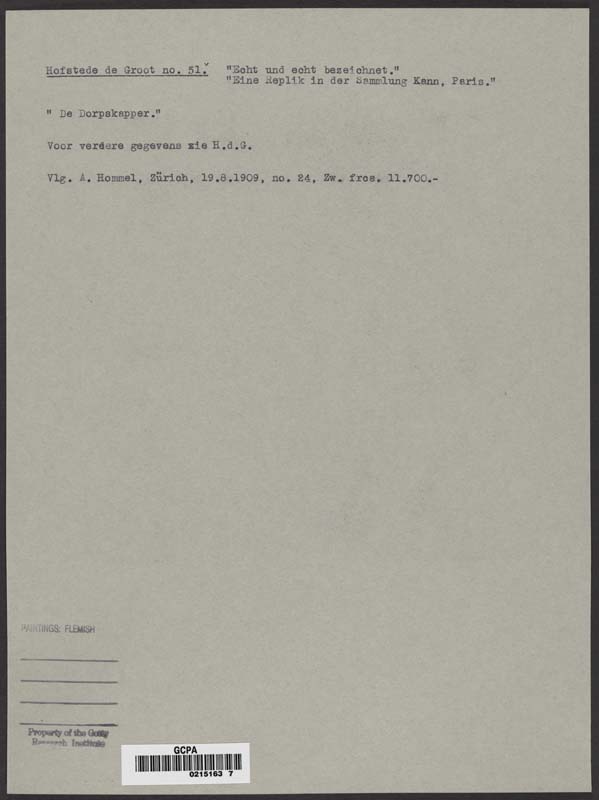 Hofstede de Groot no. 51. "Echt und echt bezeichnet."
"Eine Replik in der Sammlung Kann, Paris."
" De Dorpskapper."
Voor verdere gegevens zie H.d.G.
Vlg. A. Hommel, Zürich, 19.8.1909, no. 24, Zw. frcs. 11.700.-
PAINTINGS: FLEMISH
Property of the Getty
Research Institute
GCPA
0215163 7